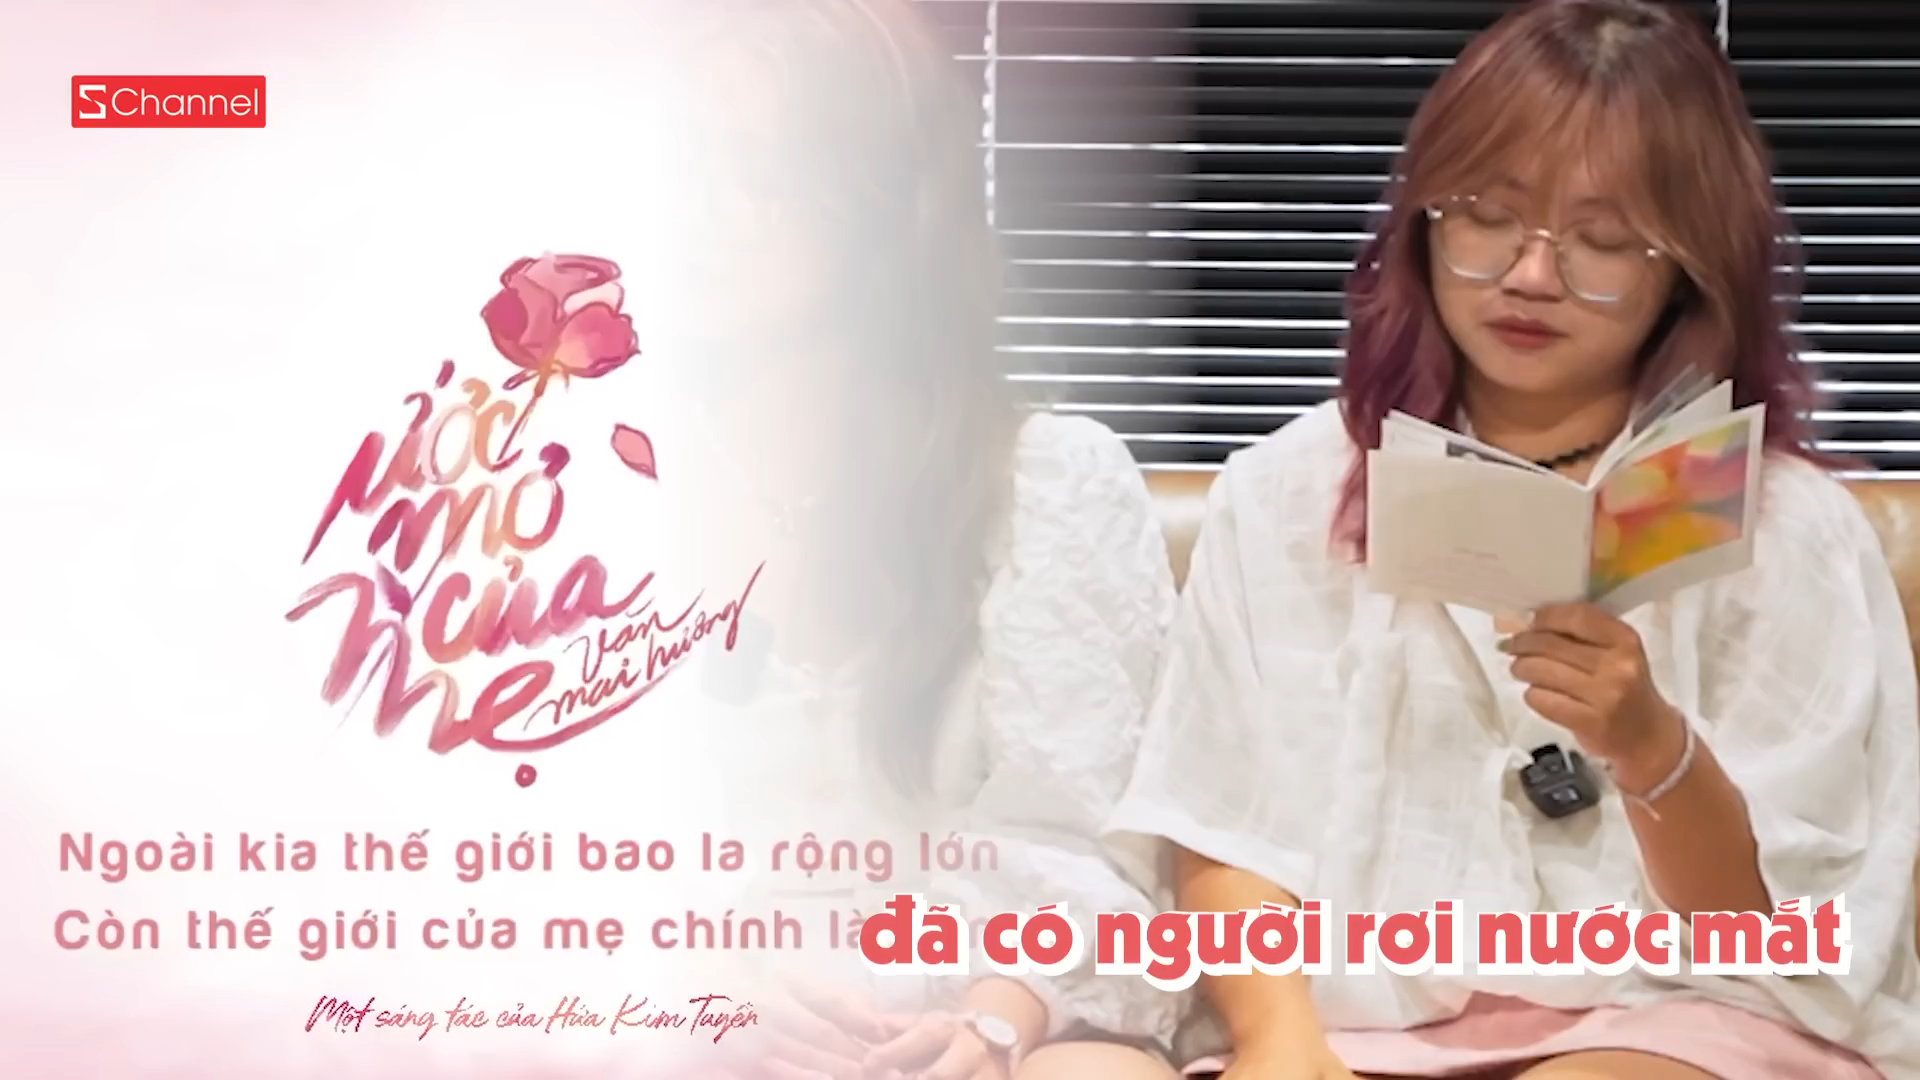 SChannel
ước
mơ
của
Mẹ
văn
mai hương
Ngoài kia thế giới bao la rộng lớn
Còn thế giới của mẹ chính là
đã có người rơi nước mắt
Một sáng tác của Hứa Kim Tuyền